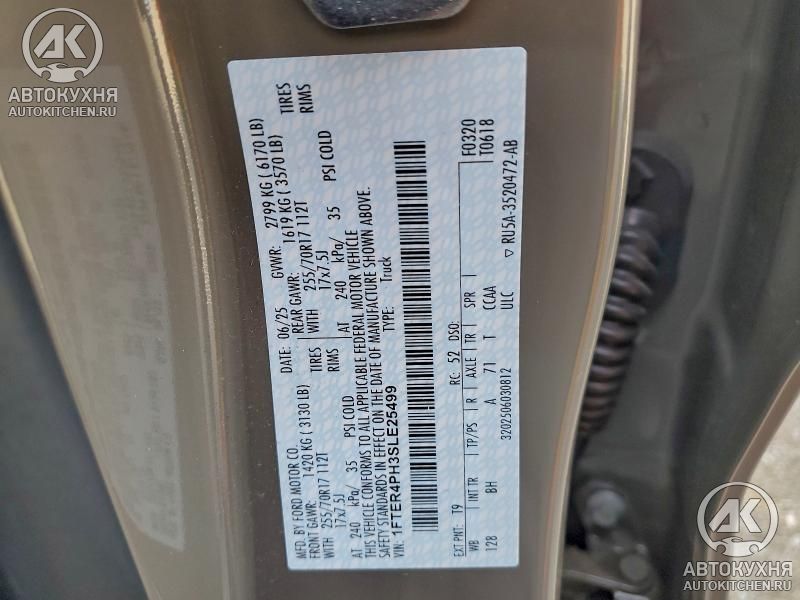 AK
АВТОКУХНЯ
AUTOKITCHEN.RU
MFD. BY FORD MOTOR CO.
DATE: 06/25 GVWR: 2799 KG ( 6170 LB)
FRONT GAWR: 1420 KG ( 3130 LB) REAR GAWR: 1619 KG ( 3570 LB)
WITH 255/70R17 112T TIRES WITH 255/70R17 112T TIRES
17x7.5J RIMS 17x7.5J RIMS
AT 240 kPa/ 35 PSI COLD AT 240 kPa/ 35 PSI COLD
THIS VEHICLE CONFORMS TO ALL APPLICABLE FEDERAL MOTOR VEHICLE
SAFETY STANDARDS IN EFFECT ON THE DATE OF MANUFACTURE SHOWN ABOVE.
VIN: 1FTER4PH3SLE25499 TYPE: Truck
F0320
T0618
EXT PNT: T9 RC: 52 DSO:
WB INT TR TP/PS R AXLE TR SPR
128 BH A 71 T CCAA
3202506030812 ULC
▽ RU5A-3520472-AB
AK
АВТОКУХНЯ
AUTOKITCHEN.RU